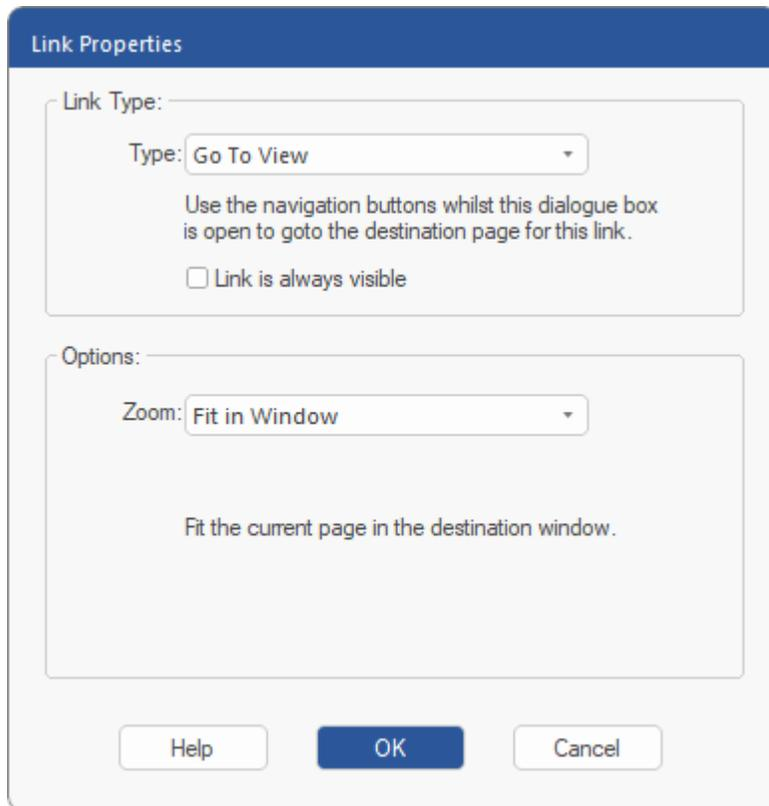 Link Properties
Link Type:
Type: Go To View
Use the navigation buttons whilst this dialogue box
is open to goto the destination page for this link.
Link is always visible
Options:
Zoom: Fit in Window
Fit the current page in the destination window.
Help OK Cancel